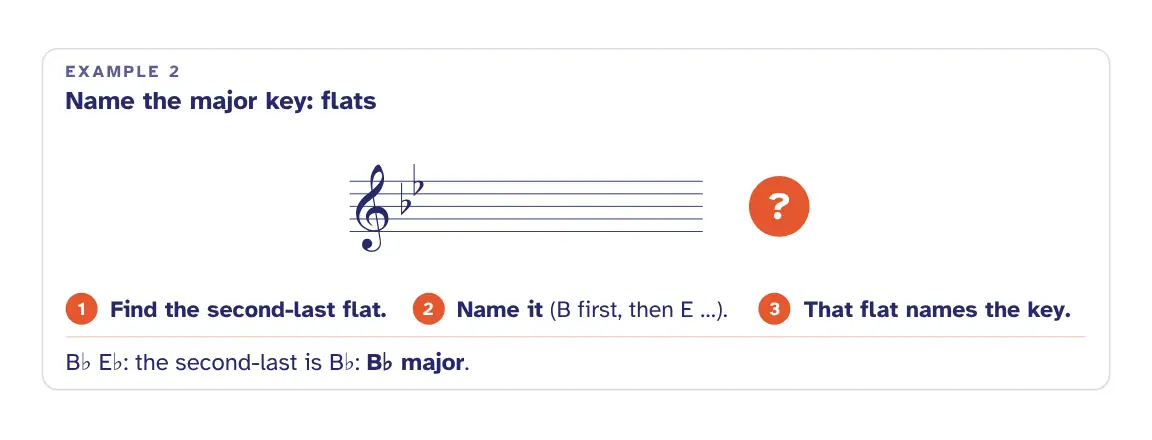 EXAMPLE 2
Name the major key: flats
?
1 Find the second-last flat. 2 Name it (B first, then E ...). 3 That flat names the key.
B♭ E♭: the second-last is B♭: B♭ major.